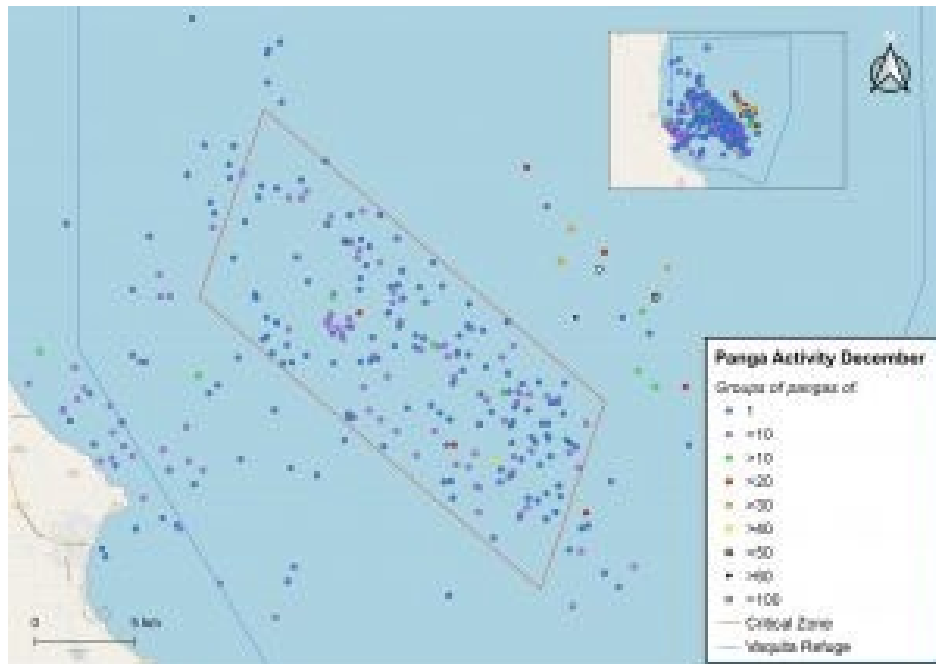 Panga Activity December
Groups of pangas of:
1
<10
>10
>20
>30
>40
>50
>60
>100
Critical Zone
Vaquita Refuge
0
5 km